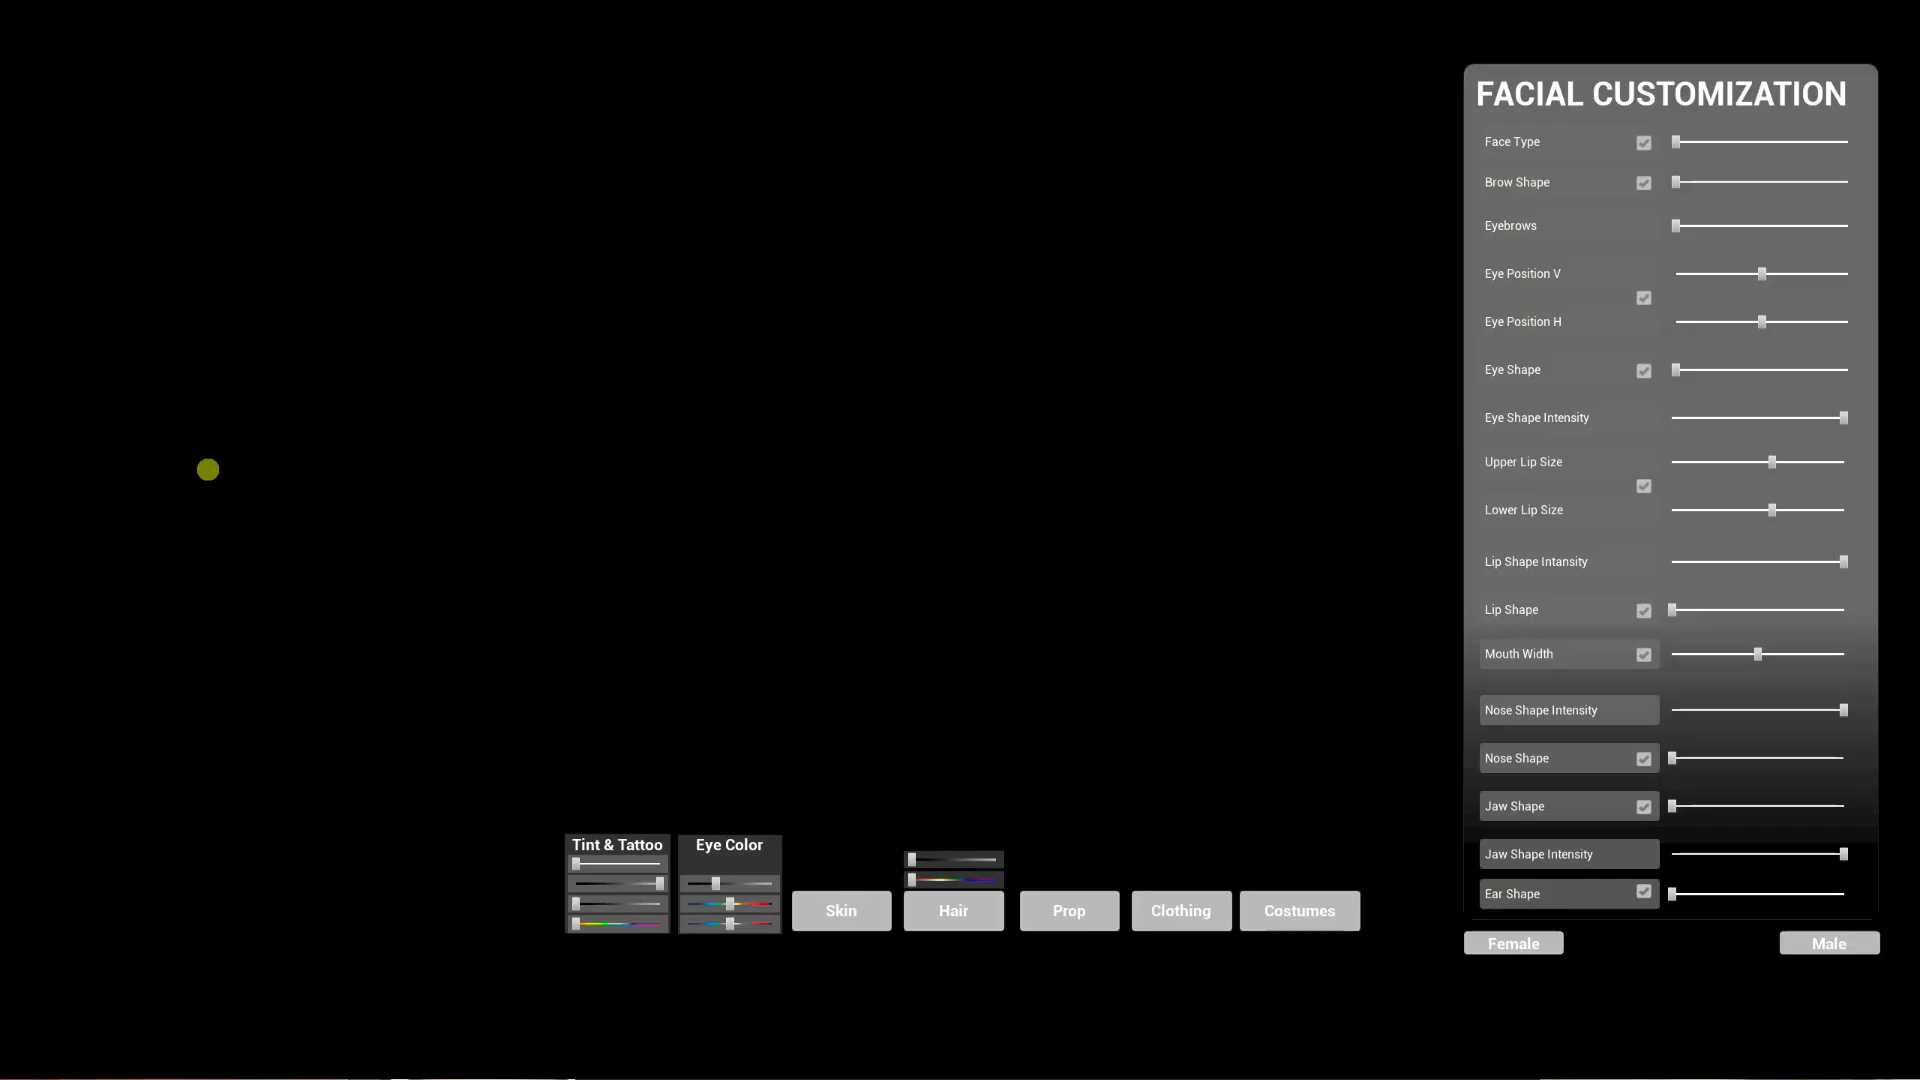 FACIAL CUSTOMIZATION
Face Type
Brow Shape
Eyebrows
Eye Position V
Eye Position H
Eye Shape
Eye Shape Intensity
Upper Lip Size
Lower Lip Size
Lip Shape Intansity
Lip Shape
Mouth Width
Nose Shape Intensity
Nose Shape
Jaw Shape
Jaw Shape Intensity
Ear Shape
Female Male
Tint & Tattoo Eye Color
Skin Hair Prop Clothing Costumes